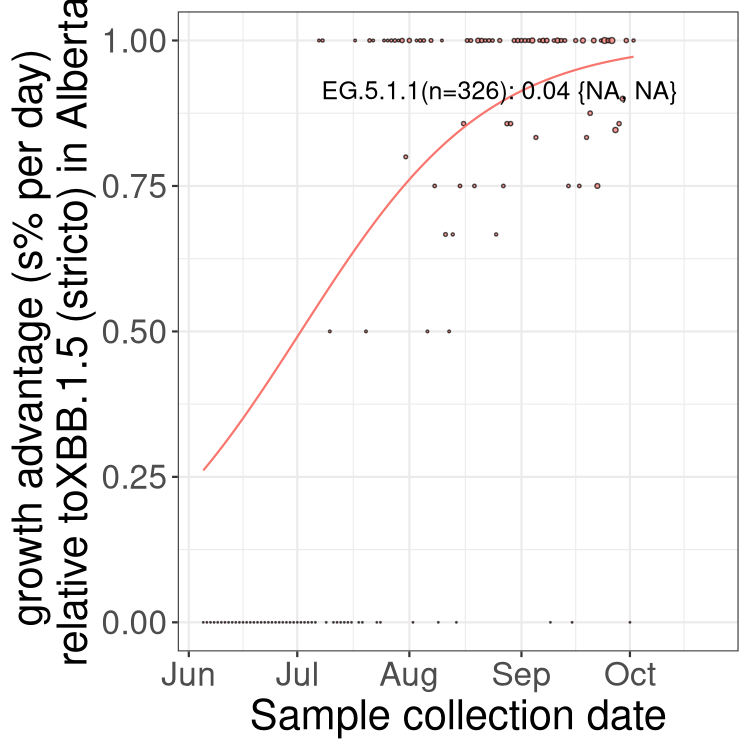 growth advantage (s% per day)
relative toXBB.1.5 (stricto) in Alberta
1.00
0.75
0.50
0.25
0.00
EG.5.1.1(n=326): 0.04 {NA, NA}
Jun Jul Aug Sep Oct
Sample collection date